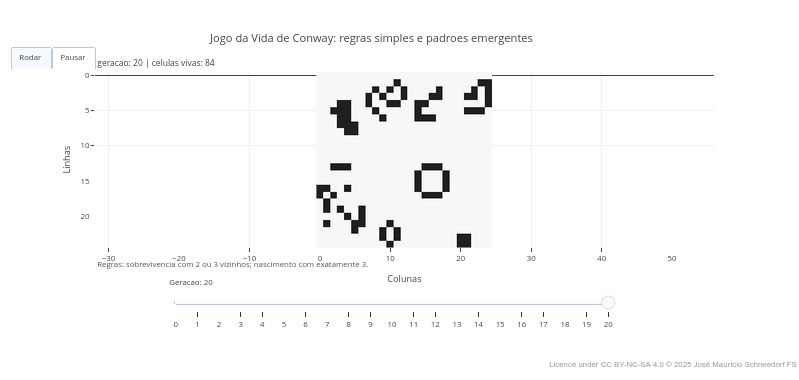 Jogo da Vida de Conway: regras simples e padroes emergentes
Rodar
Pausar
geracao: 20 | celulas vivas: 84
0
5
10
15
20
Linhas
−30
−20
−10
0
10
20
30
40
50
Regras: sobrevivencia com 2 ou 3 vizinhos; nascimento com exatamente 3.
Colunas
Geracao: 20
0 1 2 3 4 5 6 7 8 9 10 11 12 13 14 15 16 17 18 19 20
Licence under CC BY-NC-SA 4.0 © 2025 José Maurício Schneedorf FS